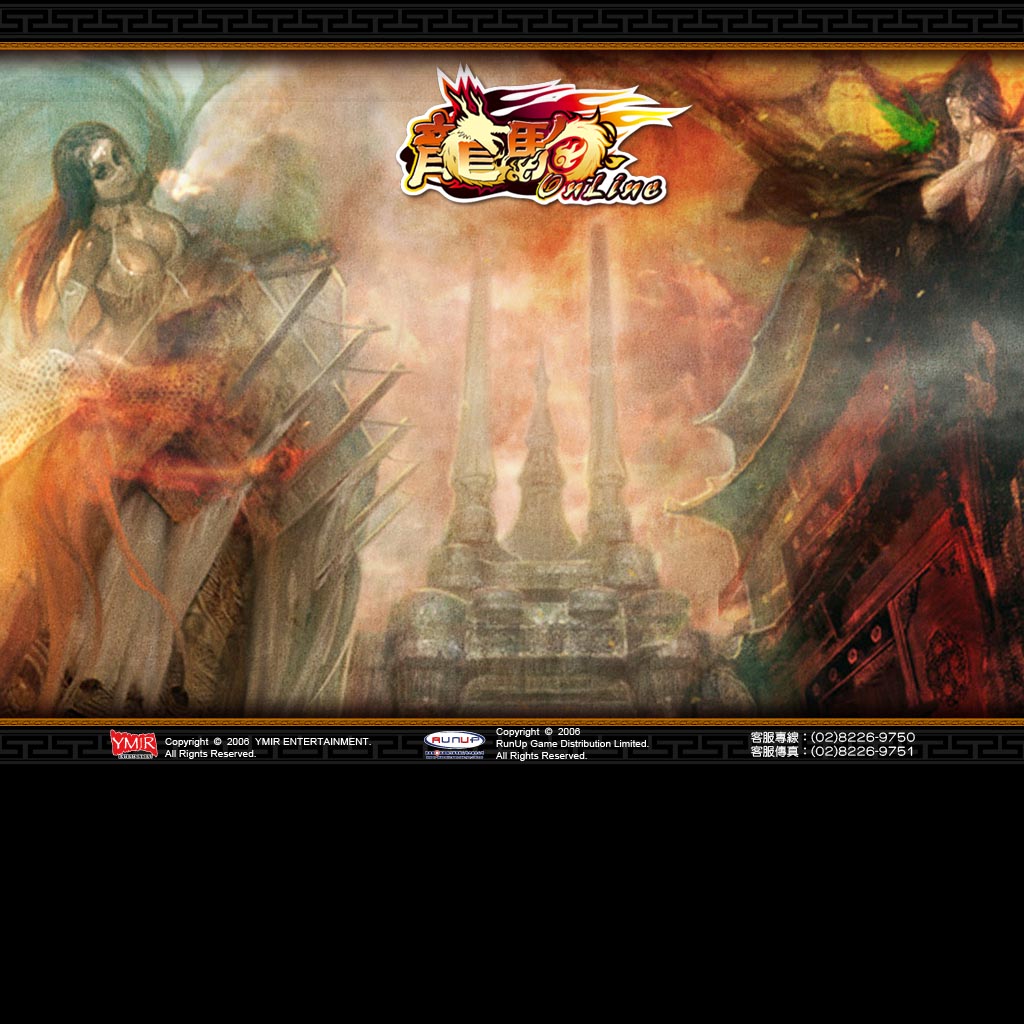 龍馬
OnLine
YMIR
Copyright © 2006 YMIR ENTERTAINMENT.
All Rights Reserved.
RUNUP
Copyright © 2006
RunUp Game Distribution Limited.
All Rights Reserved.
客服專線：(02)8226-9750
客服傳真：(02)8226-9751